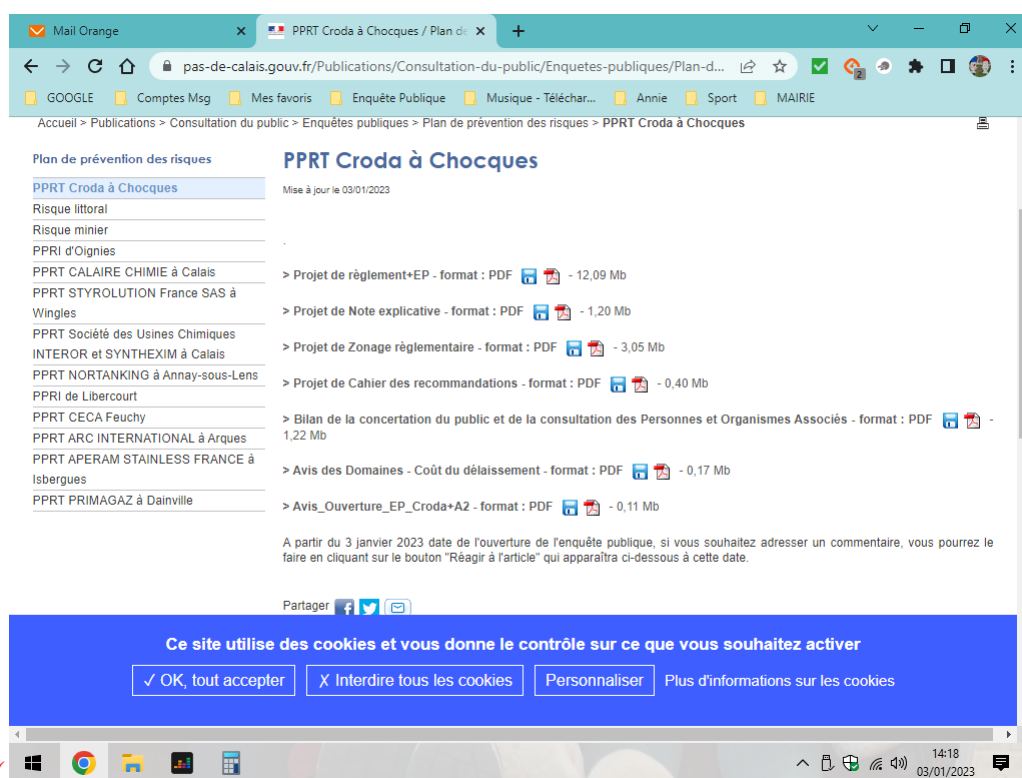 Mail Orange
PPRT Croda à Chocques / Plan de
pas-de-calais.gouv.fr/Publications/Consultation-du-public/Enquetes-publiques/Plan-d...
2
GOOGLE
Comptes Msg
Mes favoris
Enquête Publique
Musique - Téléchar...
Annie
Sport
MAIRIE
Accueil > Publications > Consultation du public > Enquêtes publiques > Plan de prévention des risques > PPRT Croda à Chocques
Plan de prévention des risques
PPRT Croda à Chocques
Risque littoral
Risque minier
PPRI d'Oignies
PPRT CALAIRE CHIMIE à Calais
PPRT STYROLUTION France SAS à
Wingles
PPRT Société des Usines Chimiques
INTEROR et SYNTHEXIM à Calais
PPRT NORTANKING à Annay-sous-Lens
PPRI de Libercourt
PPRT CECA Feuchy
PPRT ARC INTERNATIONAL à Arques
PPRT APERAM STAINLESS FRANCE à
Isbergues
PPRT PRIMAGAZ à Dainville
PPRT Croda à Chocques
Mise à jour le 03/01/2023
.
> Projet de règlement+EP - format : PDF - 12,09 Mb
> Projet de Note explicative - format : PDF - 1,20 Mb
> Projet de Zonage règlementaire - format : PDF - 3,05 Mb
> Projet de Cahier des recommandations - format : PDF - 0,40 Mb
> Bilan de la concertation du public et de la consultation des Personnes et Organismes Associés - format : PDF -
1,22 Mb
> Avis des Domaines - Coût du délaissement - format : PDF - 0,17 Mb
> Avis_Ouverture_EP_Croda+A2 - format : PDF - 0,11 Mb
A partir du 3 janvier 2023 date de l'ouverture de l'enquête publique, si vous souhaitez adresser un commentaire, vous pourrez le
faire en cliquant sur le bouton "Réagir à l'article" qui apparaîtra ci-dessous à cette date.
Partager
Ce site utilise des cookies et vous donne le contrôle sur ce que vous souhaitez activer
✓ OK, tout accepter
✗ Interdire tous les cookies
Personnaliser
Plus d'informations sur les cookies
14:18
03/01/2023